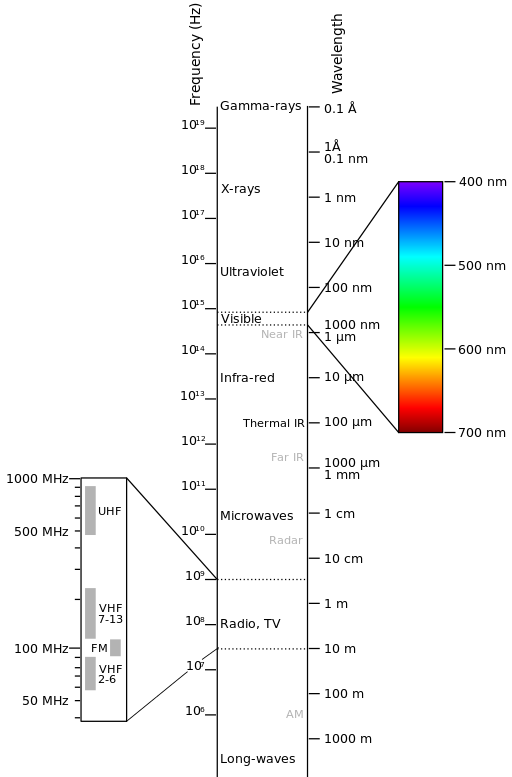 Frequency (Hz)
Wavelength
Gamma-rays
0.1 Å
10¹⁹
1Å
0.1 nm
10¹⁸
400 nm
X-rays
1 nm
10¹⁷
10 nm
10¹⁶
500 nm
Ultraviolet
100 nm
10¹⁵
Visible
1000 nm
Near IR
1 µm
10¹⁴
600 nm
Infra-red
10 µm
10¹³
Thermal IR
100 µm
700 nm
10¹²
Far IR
1000 µm
1 mm
1000 MHz
10¹¹
UHF
Microwaves
1 cm
500 MHz
10¹⁰
Radar
10 cm
10⁹
VHF
7-13
1 m
10⁸
Radio, TV
100 MHz
FM
10 m
10⁷
VHF
2-6
50 MHz
100 m
10⁶
AM
1000 m
Long-waves